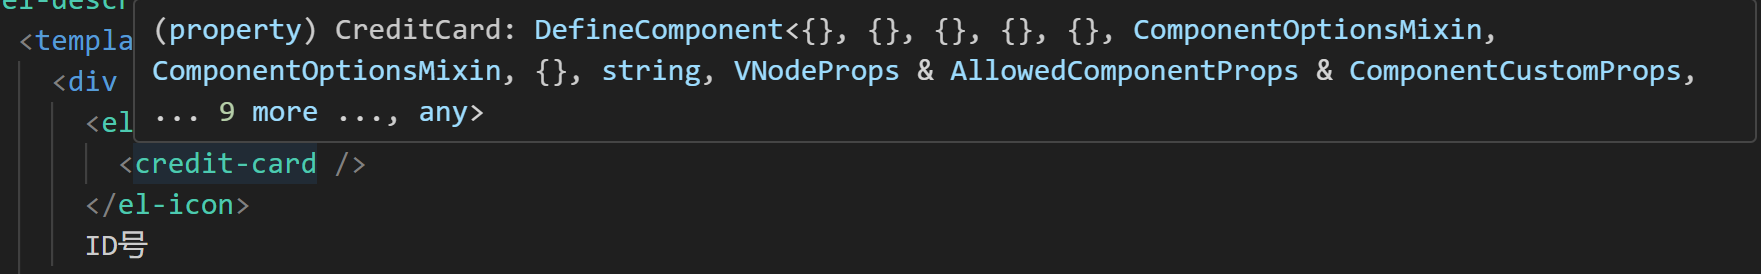 el-descr
<templa
(property) CreditCard: DefineComponent<{}, {}, {}, {}, {}, ComponentOptionsMixin,
<div
ComponentOptionsMixin, {}, string, VNodeProps & AllowedComponentProps & ComponentCustomProps,
<el
... 9 more ..., any>
<credit-card />
</el-icon>
ID号